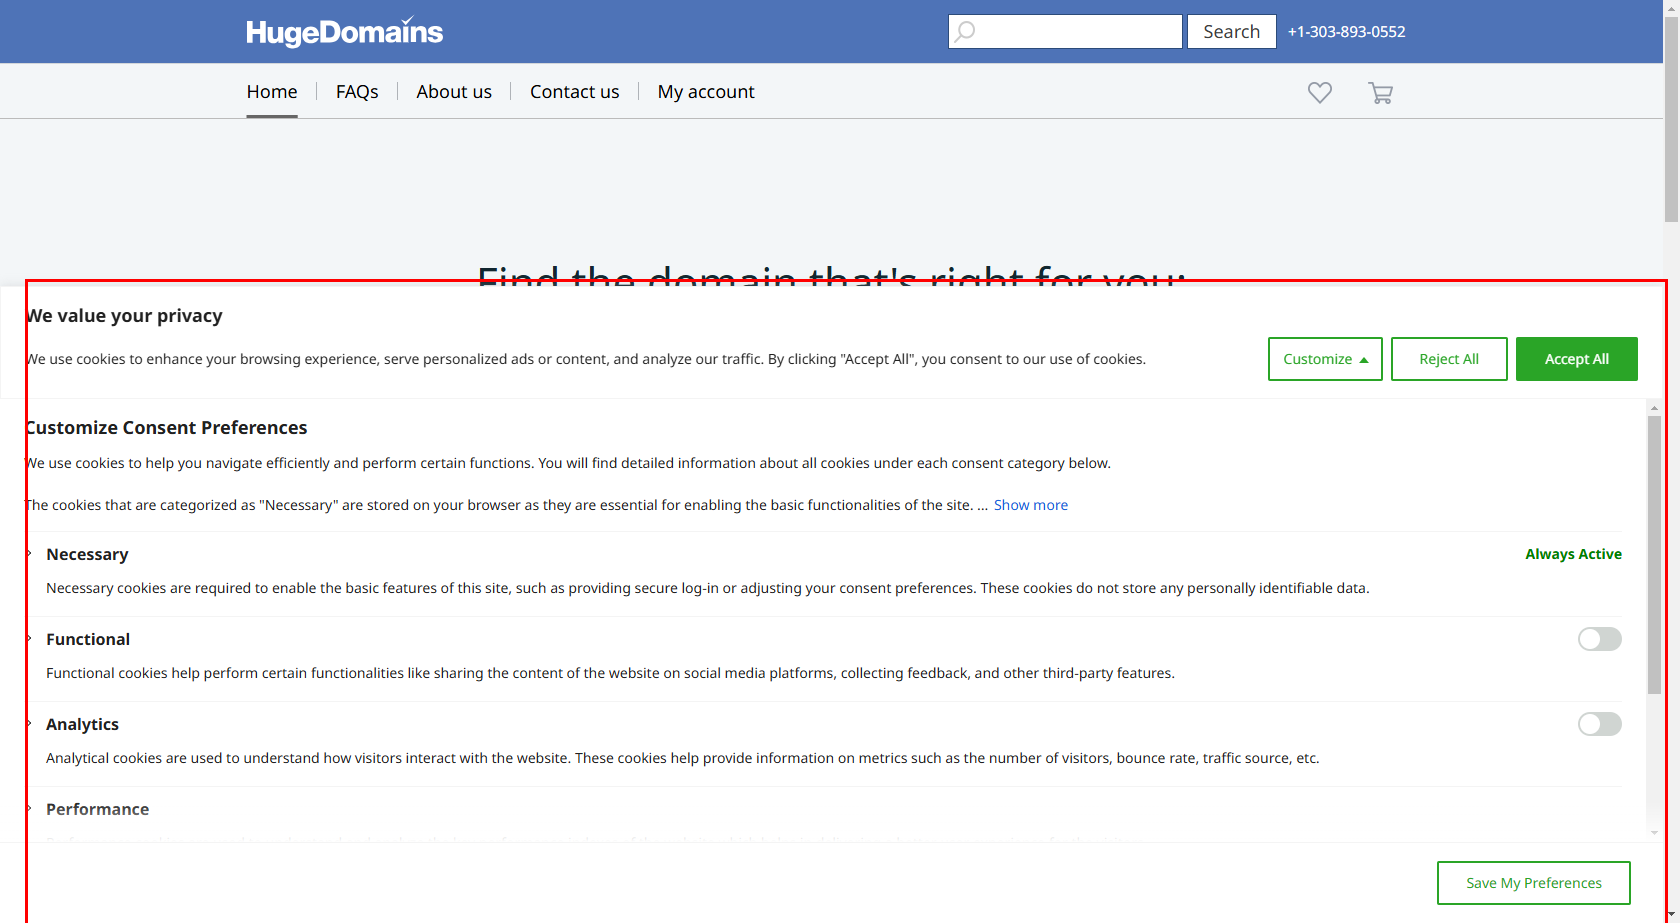 HugeDomains
Search
+1-303-893-0552
Home
FAQs
About us
Contact us
My account
Find the domain that's right for you:
We value your privacy
We use cookies to enhance your browsing experience, serve personalized ads or content, and analyze our traffic. By clicking "Accept All", you consent to our use of cookies.
Customize
Reject All
Accept All
Customize Consent Preferences
We use cookies to help you navigate efficiently and perform certain functions. You will find detailed information about all cookies under each consent category below.
The cookies that are categorized as "Necessary" are stored on your browser as they are essential for enabling the basic functionalities of the site. ... Show more
Necessary
Always Active
Necessary cookies are required to enable the basic features of this site, such as providing secure log-in or adjusting your consent preferences. These cookies do not store any personally identifiable data.
Functional
Functional cookies help perform certain functionalities like sharing the content of the website on social media platforms, collecting feedback, and other third-party features.
Analytics
Analytical cookies are used to understand how visitors interact with the website. These cookies help provide information on metrics such as the number of visitors, bounce rate, traffic source, etc.
Performance
Save My Preferences